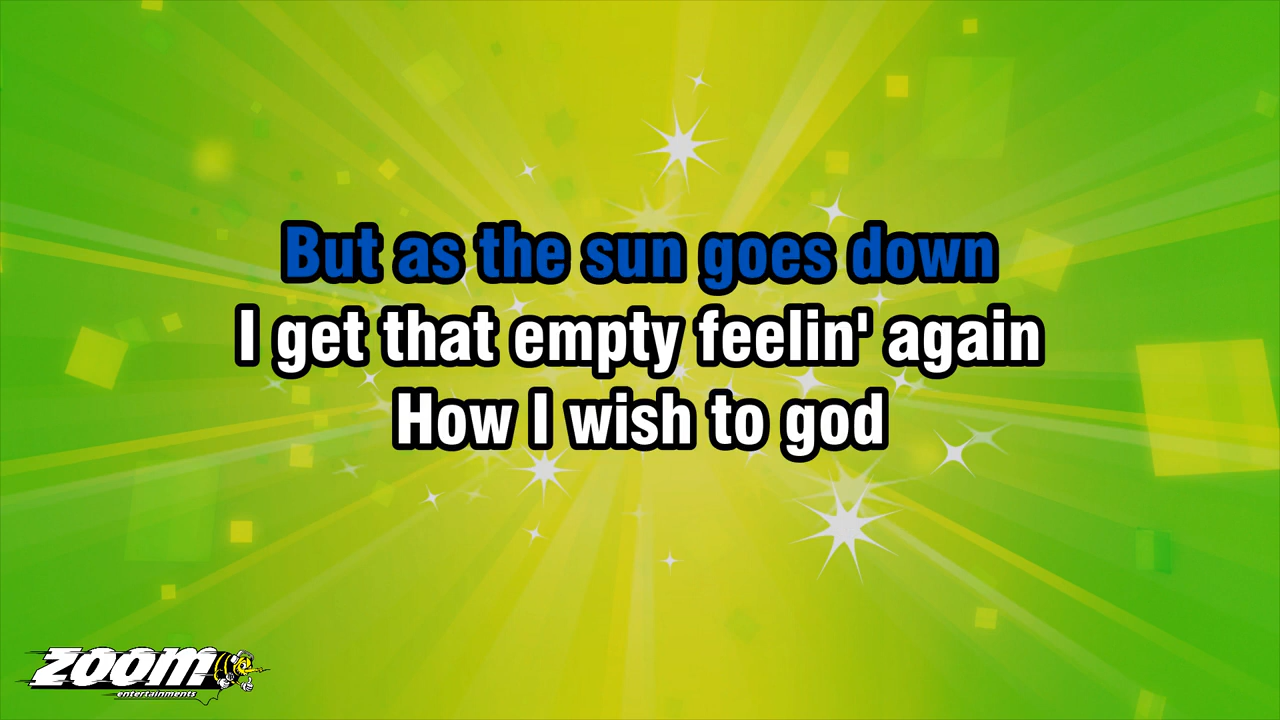 But as the sun goes down
I get that empty feelin' again
How I wish to god
zoom
entertainments